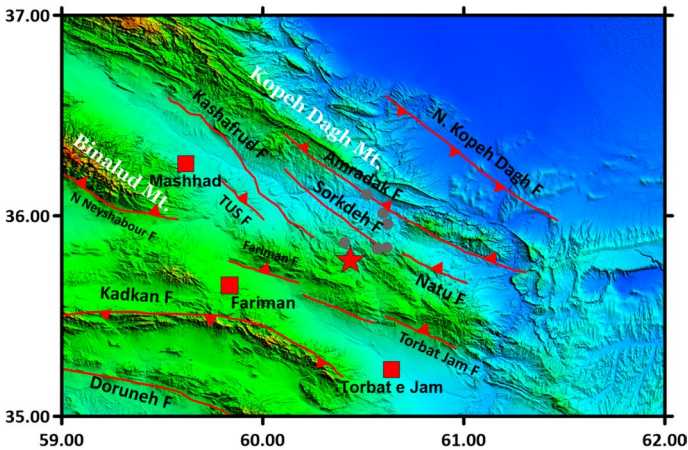 37.00
Kopeh Dagh Mt.
N. Kopeh Dagh F
Kashafrud F
Binalud Mt.
Amradak F
Mashhad
Sorkdeh F
TUS F
36.00
N Neyshabour F
Fariman F
Natu F
Kadkan F
Fariman
Torbat Jam F
Doruneh F
Torbat e Jam
35.00
59.00 60.00 61.00 62.00